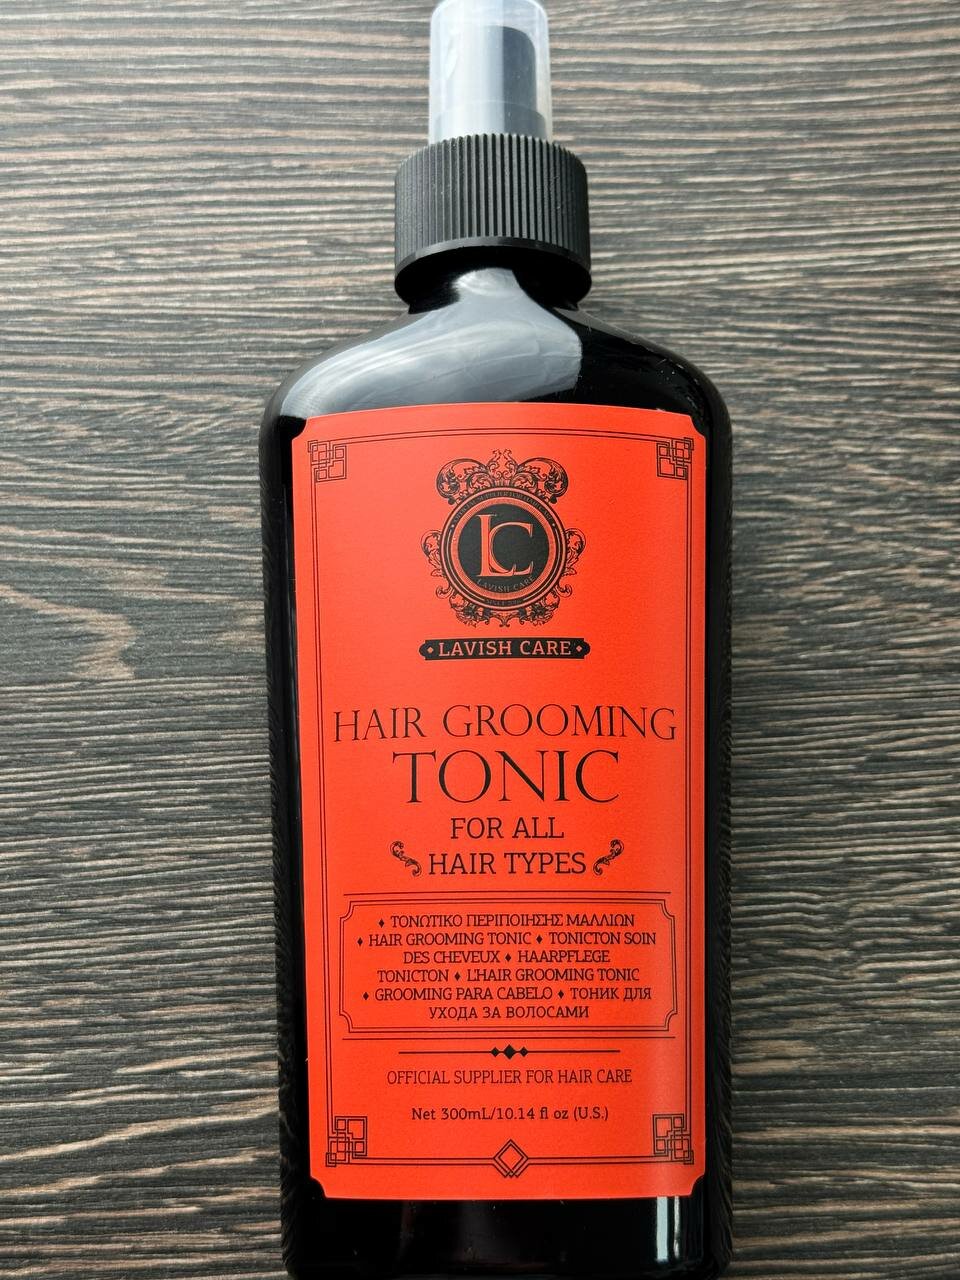 LC
LAVISH CARE
LAVISH CARE
HAIR GROOMING
TONIC
FOR ALL
HAIR TYPES
♦ ΤΟΝΩΤΙΚΟ ΠΕΡΙΠΟΙΗΣΗΣ ΜΑΛΛΙΩΝ
♦ HAIR GROOMING TONIC ♦ TONICTON SOIN
DES CHEVEUX ♦ HAARPFLEGE
TONICTON ♦ L'HAIR GROOMING TONIC
♦ GROOMING PARA CABELO ♦ ТОНИК ДЛЯ
УХОДА ЗА ВОЛОСАМИ
OFFICIAL SUPPLIER FOR HAIR CARE
Net 300mL/10.14 fl oz (U.S.)